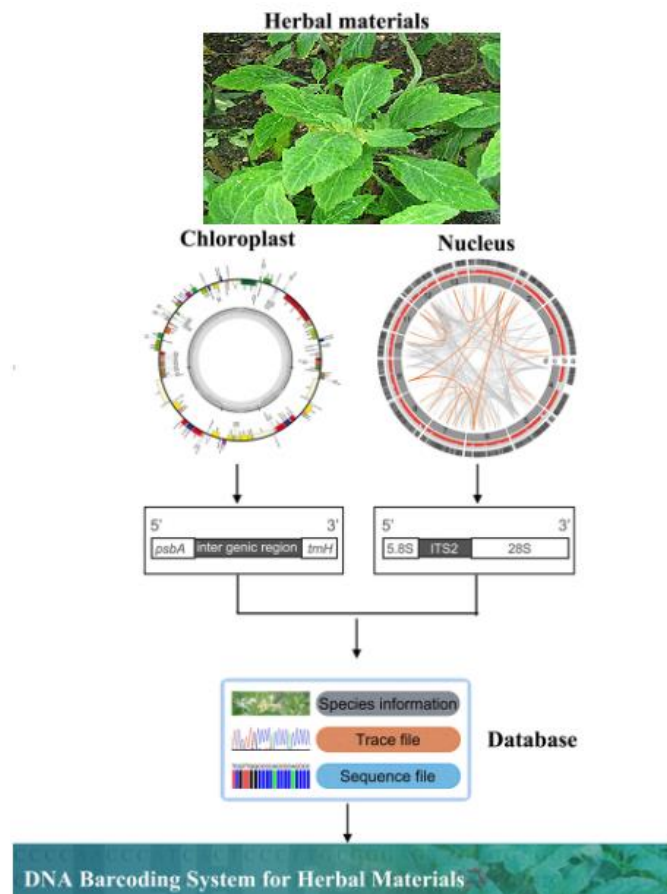 Herbal materials
Chloroplast Nucleus
5' 3' 5' 3'
psbA inter genic region trnH 5.8S ITS2 28S
Species information
Trace file
Database
Sequence file
DNA Barcoding System for Herbal Materials